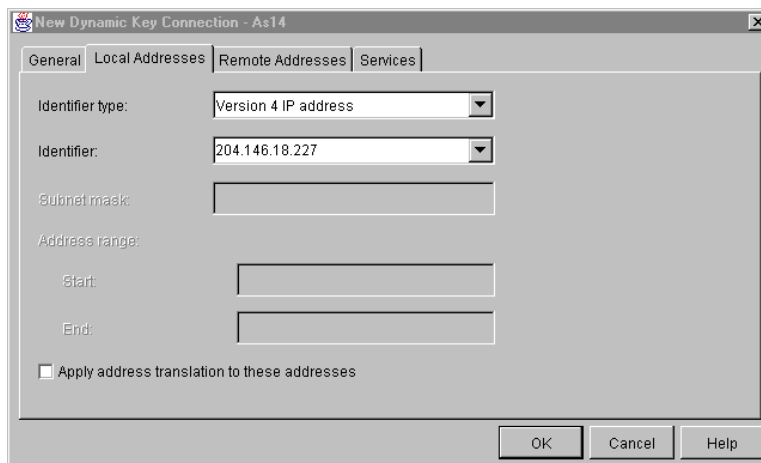 New Dynamic Key Connection - As14
General Local Addresses Remote Addresses Services
Identifier type: Version 4 IP address
Identifier: 204.146.18.227
Subnet mask:
Address range:
Start:
End:
Apply address translation to these addresses
OK Cancel Help